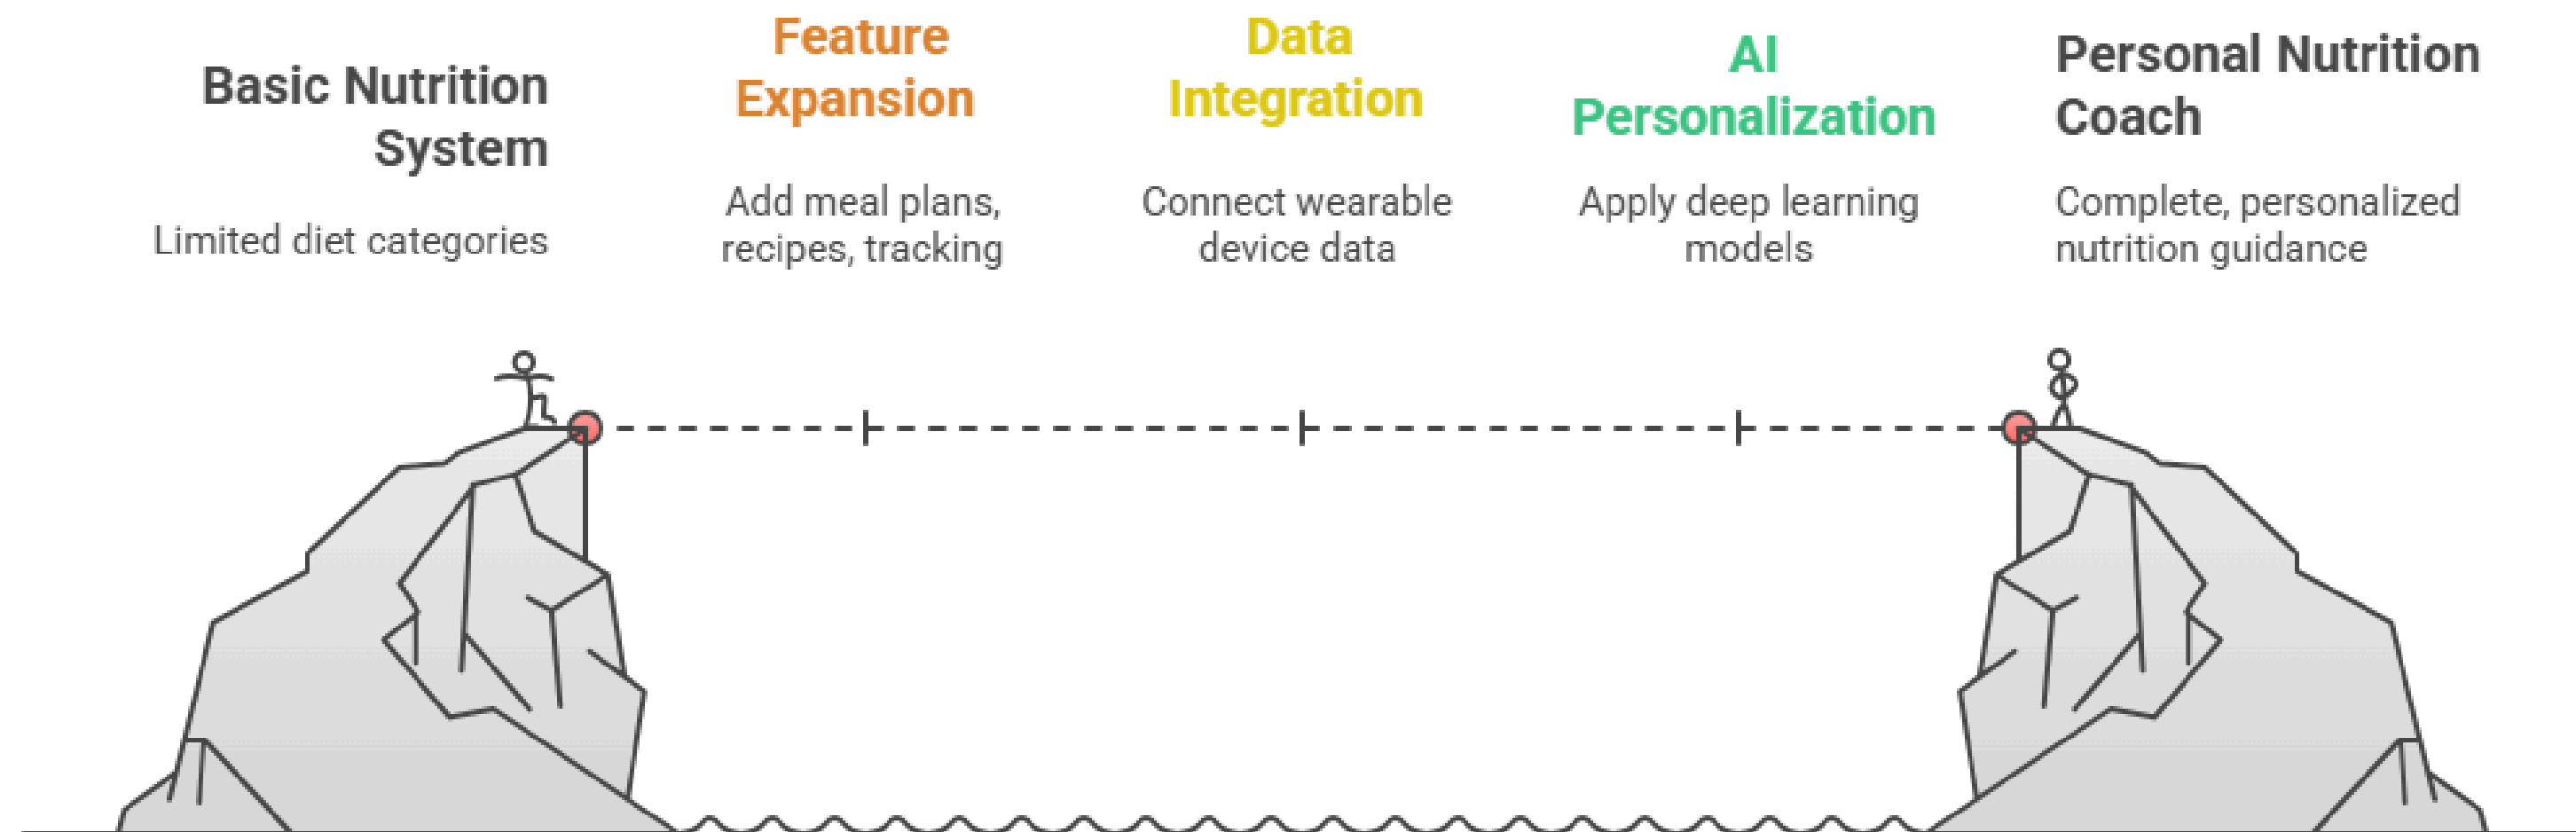 Basic Nutrition
System
Limited diet categories
Feature
Expansion
Add meal plans,
recipes, tracking
Data
Integration
Connect wearable
device data
AI
Personalization
Apply deep learning
models
Personal Nutrition
Coach
Complete, personalized
nutrition guidance